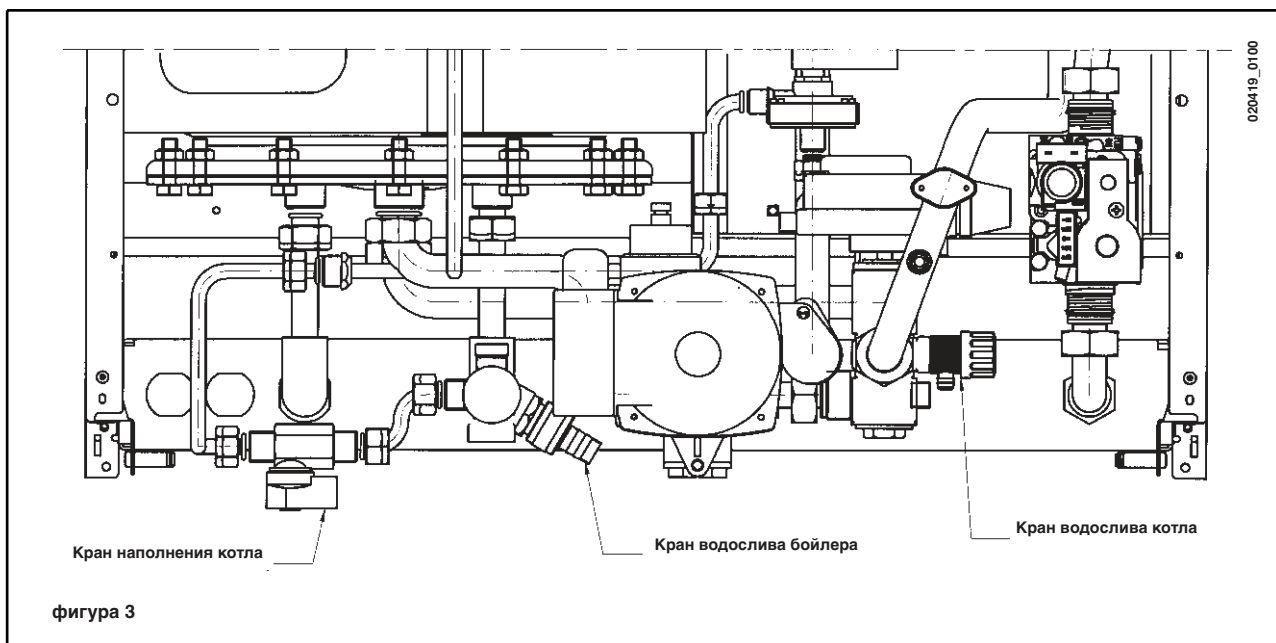 020419_0100
Кран наполнения котла
Кран водослива бойлера
Кран водослива котла
фигура 3